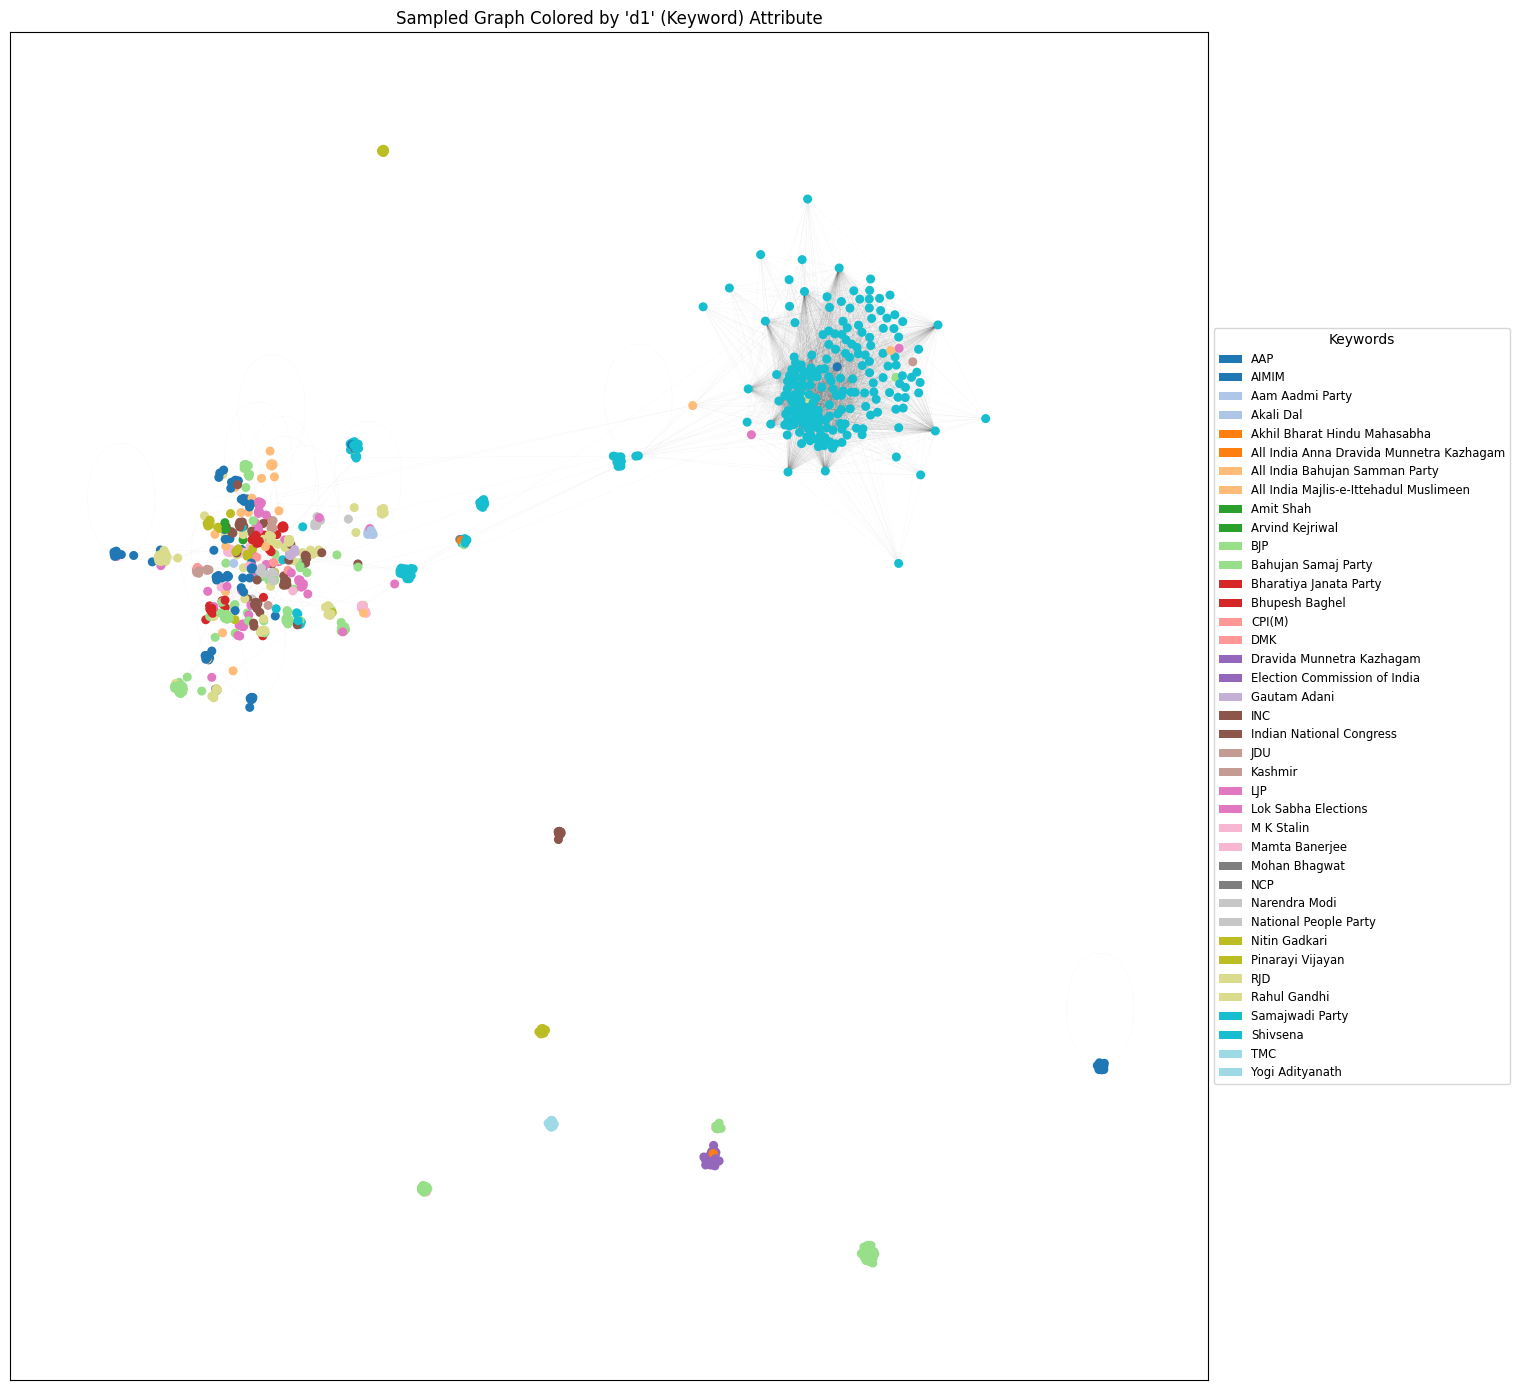 Sampled Graph Colored by 'd1' (Keyword) Attribute
Keywords
AAP
AIMIM
Aam Aadmi Party
Akali Dal
Akhil Bharat Hindu Mahasabha
All India Anna Dravida Munnetra Kazhagam
All India Bahujan Samman Party
All India Majlis-e-Ittehadul Muslimeen
Amit Shah
Arvind Kejriwal
BJP
Bahujan Samaj Party
Bharatiya Janata Party
Bhupesh Baghel
CPI(M)
DMK
Dravida Munnetra Kazhagam
Election Commission of India
Gautam Adani
INC
Indian National Congress
JDU
Kashmir
LJP
Lok Sabha Elections
M K Stalin
Mamta Banerjee
Mohan Bhagwat
NCP
Narendra Modi
National People Party
Nitin Gadkari
Pinarayi Vijayan
RJD
Rahul Gandhi
Samajwadi Party
Shivsena
TMC
Yogi Adityanath